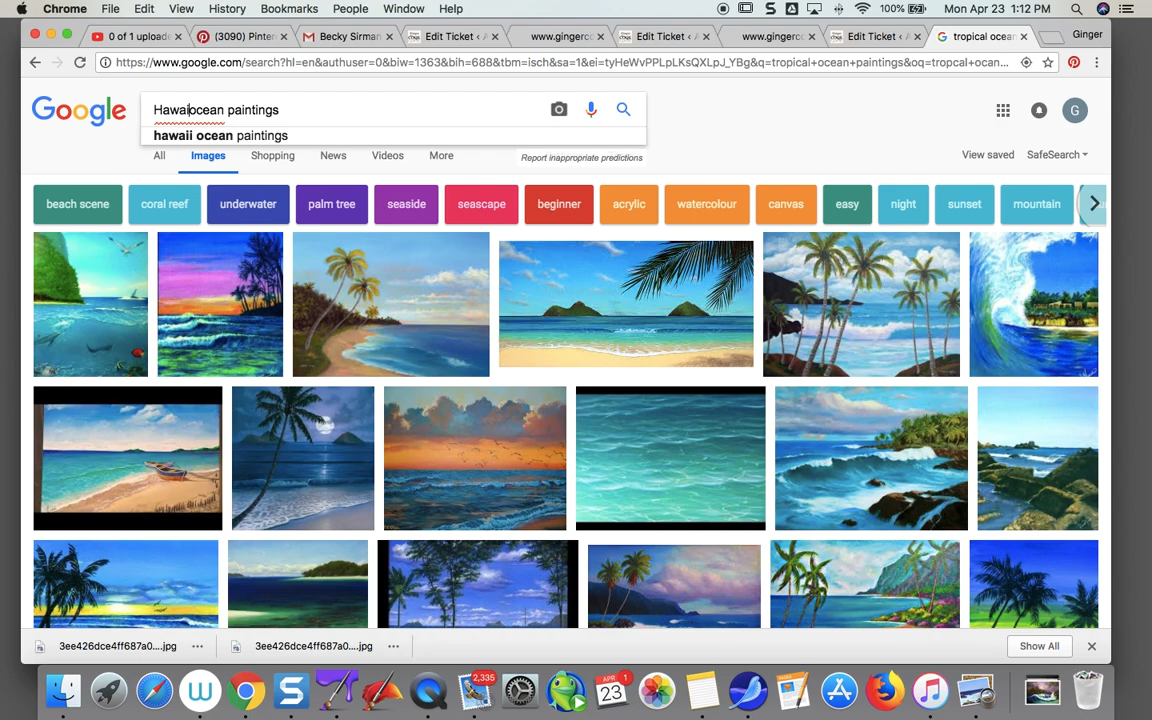 Chrome File Edit View History Bookmarks People Window Help 100% Mon Apr 23 1:12 PM
0 of 1 uploade × (3090) Pinter × Becky Sirman × Edit Ticket ‹ A × www.gingerco × Edit Ticket ‹ A × www.gingerco × Edit Ticket ‹ A × tropical ocean × Ginger
https://www.google.com/search?hl=en&authuser=0&biw=1363&bih=688&tbm=isch&sa=1&ei=tyHeWvPPLpLKsQXLpJ_YBg&q=tropical+ocean+paintings&oq=tropcal+ocan...
Google Hawaiiocean paintings G
hawaii ocean paintings
All Images Shopping News Videos More Report inappropriate predictions View saved SafeSearch
beach scene coral reef underwater palm tree seaside seascape beginner acrylic watercolour canvas easy night sunset mountain
3ee426dce4ff687a0....jpg 3ee426dce4ff687a0....jpg Show All
2,335 APR 23 1